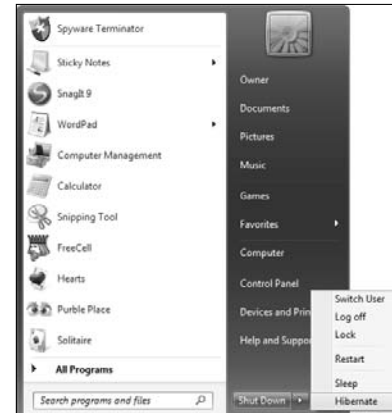 Spyware Terminator
Sticky Notes
SnagIt 9
WordPad
Computer Management
Calculator
Snipping Tool
FreeCell
Hearts
Purble Place
Solitaire
All Programs
Search programs and files
Owner
Documents
Pictures
Music
Games
Favorites
Computer
Control Panel
Devices and Prin
Help and Suppo
Shut Down
Switch User
Log off
Lock
Restart
Sleep
Hibernate